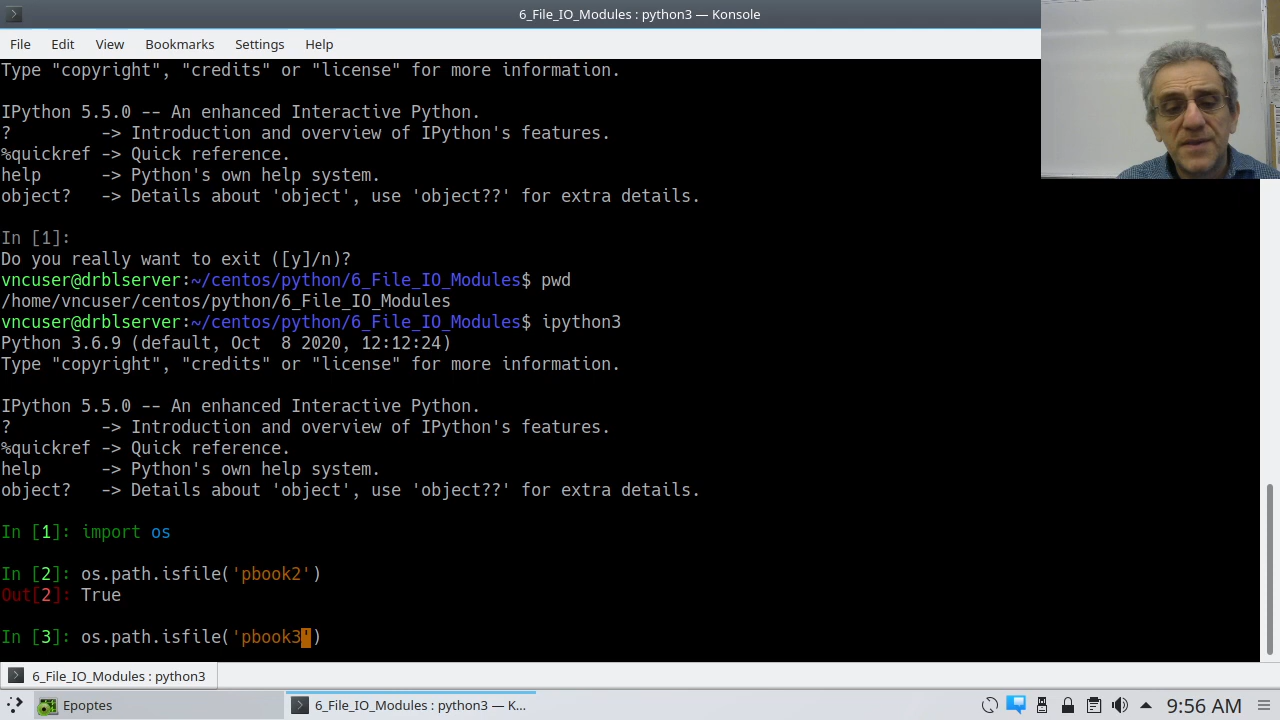 6_File_IO_Modules : python3 — Konsole
File Edit View Bookmarks Settings Help
Type "copyright", "credits" or "license" for more information.
IPython 5.5.0 -- An enhanced Interactive Python.
? -> Introduction and overview of IPython's features.
%quickref -> Quick reference.
help -> Python's own help system.
object? -> Details about 'object', use 'object??' for extra details.
In [1]:
Do you really want to exit ([y]/n)?
vncuser@drblserver:~/centos/python/6_File_IO_Modules$ pwd
/home/vncuser/centos/python/6_File_IO_Modules
vncuser@drblserver:~/centos/python/6_File_IO_Modules$ ipython3
Python 3.6.9 (default, Oct  8 2020, 12:12:24)
Type "copyright", "credits" or "license" for more information.
IPython 5.5.0 -- An enhanced Interactive Python.
? -> Introduction and overview of IPython's features.
%quickref -> Quick reference.
help -> Python's own help system.
object? -> Details about 'object', use 'object??' for extra details.
In [1]: import os
In [2]: os.path.isfile('pbook2')
Out[2]: True
In [3]: os.path.isfile('pbook3')
6_File_IO_Modules : python3
Epoptes
6_File_IO_Modules : python3 — K...
9:56 AM